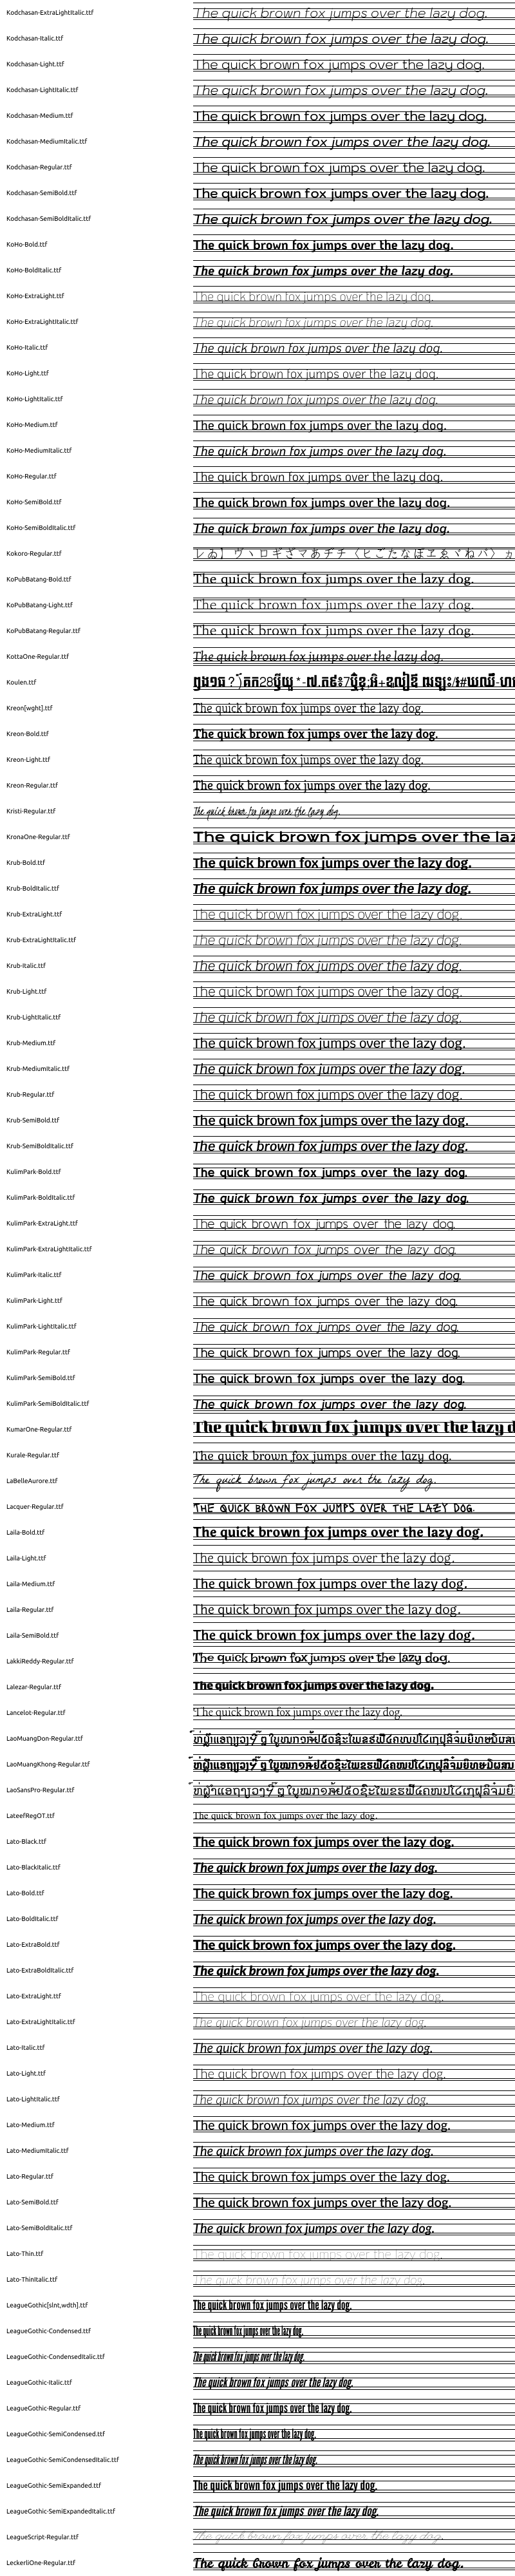 Kodchasan-ExtraLightItalic.ttf The quick brown fox jumps over the lazy dog.
Kodchasan-Italic.ttf The quick brown fox jumps over the lazy dog.
Kodchasan-Light.ttf The quick brown fox jumps over the lazy dog.
Kodchasan-LightItalic.ttf The quick brown fox jumps over the lazy dog.
Kodchasan-Medium.ttf The quick brown fox jumps over the lazy dog.
Kodchasan-MediumItalic.ttf The quick brown fox jumps over the lazy dog.
Kodchasan-Regular.ttf The quick brown fox jumps over the lazy dog.
Kodchasan-SemiBold.ttf The quick brown fox jumps over the lazy dog.
Kodchasan-SemiBoldItalic.ttf The quick brown fox jumps over the lazy dog.
KoHo-Bold.ttf The quick brown fox jumps over the lazy dog.
KoHo-BoldItalic.ttf The quick brown fox jumps over the lazy dog.
KoHo-ExtraLight.ttf The quick brown fox jumps over the lazy dog.
KoHo-ExtraLightItalic.ttf The quick brown fox jumps over the lazy dog.
KoHo-Italic.ttf The quick brown fox jumps over the lazy dog.
KoHo-Light.ttf The quick brown fox jumps over the lazy dog.
KoHo-LightItalic.ttf The quick brown fox jumps over the lazy dog.
KoHo-Medium.ttf The quick brown fox jumps over the lazy dog.
KoHo-MediumItalic.ttf The quick brown fox jumps over the lazy dog.
KoHo-Regular.ttf The quick brown fox jumps over the lazy dog.
KoHo-SemiBold.ttf The quick brown fox jumps over the lazy dog.
KoHo-SemiBoldItalic.ttf The quick brown fox jumps over the lazy dog.
Kokoro-Regular.ttf
KoPubBatang-Bold.ttf The quick brown fox jumps over the lazy dog.
KoPubBatang-Light.ttf The quick brown fox jumps over the lazy dog.
KoPubBatang-Regular.ttf The quick brown fox jumps over the lazy dog.
KottaOne-Regular.ttf The quick brown fox jumps over the lazy dog.
Koulen.ttf
Kreon[wght].ttf The quick brown fox jumps over the lazy dog.
Kreon-Bold.ttf The quick brown fox jumps over the lazy dog.
Kreon-Light.ttf The quick brown fox jumps over the lazy dog.
Kreon-Regular.ttf The quick brown fox jumps over the lazy dog.
Kristi-Regular.ttf The quick brown fox jumps over the lazy dog.
KronaOne-Regular.ttf The quick brown fox jumps over the laz
Krub-Bold.ttf The quick brown fox jumps over the lazy dog.
Krub-BoldItalic.ttf The quick brown fox jumps over the lazy dog.
Krub-ExtraLight.ttf The quick brown fox jumps over the lazy dog.
Krub-ExtraLightItalic.ttf The quick brown fox jumps over the lazy dog.
Krub-Italic.ttf The quick brown fox jumps over the lazy dog.
Krub-Light.ttf The quick brown fox jumps over the lazy dog.
Krub-LightItalic.ttf The quick brown fox jumps over the lazy dog.
Krub-Medium.ttf The quick brown fox jumps over the lazy dog.
Krub-MediumItalic.ttf The quick brown fox jumps over the lazy dog.
Krub-Regular.ttf The quick brown fox jumps over the lazy dog.
Krub-SemiBold.ttf The quick brown fox jumps over the lazy dog.
Krub-SemiBoldItalic.ttf The quick brown fox jumps over the lazy dog.
KulimPark-Bold.ttf The quick brown fox jumps over the lazy dog.
KulimPark-BoldItalic.ttf The quick brown fox jumps over the lazy dog.
KulimPark-ExtraLight.ttf The quick brown fox jumps over the lazy dog.
KulimPark-ExtraLightItalic.ttf The quick brown fox jumps over the lazy dog.
KulimPark-Italic.ttf The quick brown fox jumps over the lazy dog.
KulimPark-Light.ttf The quick brown fox jumps over the lazy dog.
KulimPark-LightItalic.ttf The quick brown fox jumps over the lazy dog.
KulimPark-Regular.ttf The quick brown fox jumps over the lazy dog.
KulimPark-SemiBold.ttf The quick brown fox jumps over the lazy dog.
KulimPark-SemiBoldItalic.ttf The quick brown fox jumps over the lazy dog.
KumarOne-Regular.ttf The quick brown fox jumps over the lazy d
Kurale-Regular.ttf The quick brown fox jumps over the lazy dog.
LaBelleAurore.ttf The quick brown fox jumps over the lazy dog.
Lacquer-Regular.ttf THE QUICK BROWN FOX JUMPS OVER THE LAZY DOG.
Laila-Bold.ttf The quick brown fox jumps over the lazy dog.
Laila-Light.ttf The quick brown fox jumps over the lazy dog.
Laila-Medium.ttf The quick brown fox jumps over the lazy dog.
Laila-Regular.ttf The quick brown fox jumps over the lazy dog.
Laila-SemiBold.ttf The quick brown fox jumps over the lazy dog.
LakkiReddy-Regular.ttf The quick brown fox jumps over the lazy dog.
Lalezar-Regular.ttf The quick brown fox jumps over the lazy dog.
Lancelot-Regular.ttf The quick brown fox jumps over the lazy dog.
LaoMuangDon-Regular.ttf
LaoMuangKhong-Regular.ttf
LaoSansPro-Regular.ttf
LateefRegOT.ttf The quick brown fox jumps over the lazy dog.
Lato-Black.ttf The quick brown fox jumps over the lazy dog.
Lato-BlackItalic.ttf The quick brown fox jumps over the lazy dog.
Lato-Bold.ttf The quick brown fox jumps over the lazy dog.
Lato-BoldItalic.ttf The quick brown fox jumps over the lazy dog.
Lato-ExtraBold.ttf The quick brown fox jumps over the lazy dog.
Lato-ExtraBoldItalic.ttf The quick brown fox jumps over the lazy dog.
Lato-ExtraLight.ttf The quick brown fox jumps over the lazy dog.
Lato-ExtraLightItalic.ttf The quick brown fox jumps over the lazy dog.
Lato-Italic.ttf The quick brown fox jumps over the lazy dog.
Lato-Light.ttf The quick brown fox jumps over the lazy dog.
Lato-LightItalic.ttf The quick brown fox jumps over the lazy dog.
Lato-Medium.ttf The quick brown fox jumps over the lazy dog.
Lato-MediumItalic.ttf The quick brown fox jumps over the lazy dog.
Lato-Regular.ttf The quick brown fox jumps over the lazy dog.
Lato-SemiBold.ttf The quick brown fox jumps over the lazy dog.
Lato-SemiBoldItalic.ttf The quick brown fox jumps over the lazy dog.
Lato-Thin.ttf The quick brown fox jumps over the lazy dog.
Lato-ThinItalic.ttf The quick brown fox jumps over the lazy dog.
LeagueGothic[slnt,wdth].ttf The quick brown fox jumps over the lazy dog.
LeagueGothic-Condensed.ttf The quick brown fox jumps over the lazy dog.
LeagueGothic-CondensedItalic.ttf The quick brown fox jumps over the lazy dog.
LeagueGothic-Italic.ttf The quick brown fox jumps over the lazy dog.
LeagueGothic-Regular.ttf The quick brown fox jumps over the lazy dog.
LeagueGothic-SemiCondensed.ttf The quick brown fox jumps over the lazy dog.
LeagueGothic-SemiCondensedItalic.ttf The quick brown fox jumps over the lazy dog.
LeagueGothic-SemiExpanded.ttf The quick brown fox jumps over the lazy dog.
LeagueGothic-SemiExpandedItalic.ttf The quick brown fox jumps over the lazy dog.
LeagueScript-Regular.ttf The quick brown fox jumps over the lazy dog.
LeckerliOne-Regular.ttf The quick brown fox jumps over the lazy dog.